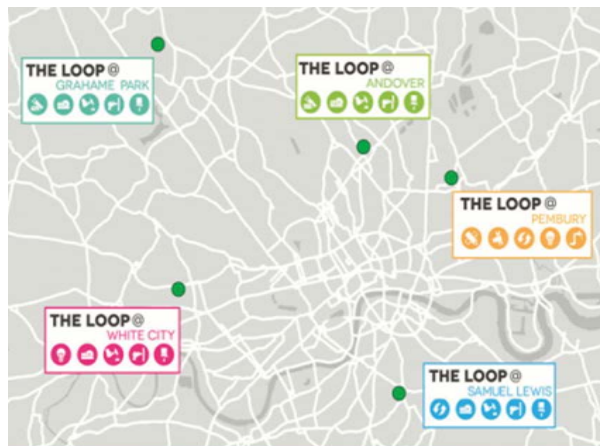 THE LOOP @
GRAHAME PARK
THE LOOP @
ANDOVER
THE LOOP @
PEMBURY
THE LOOP @
WHITE CITY
THE LOOP @
SAMUEL LEWIS